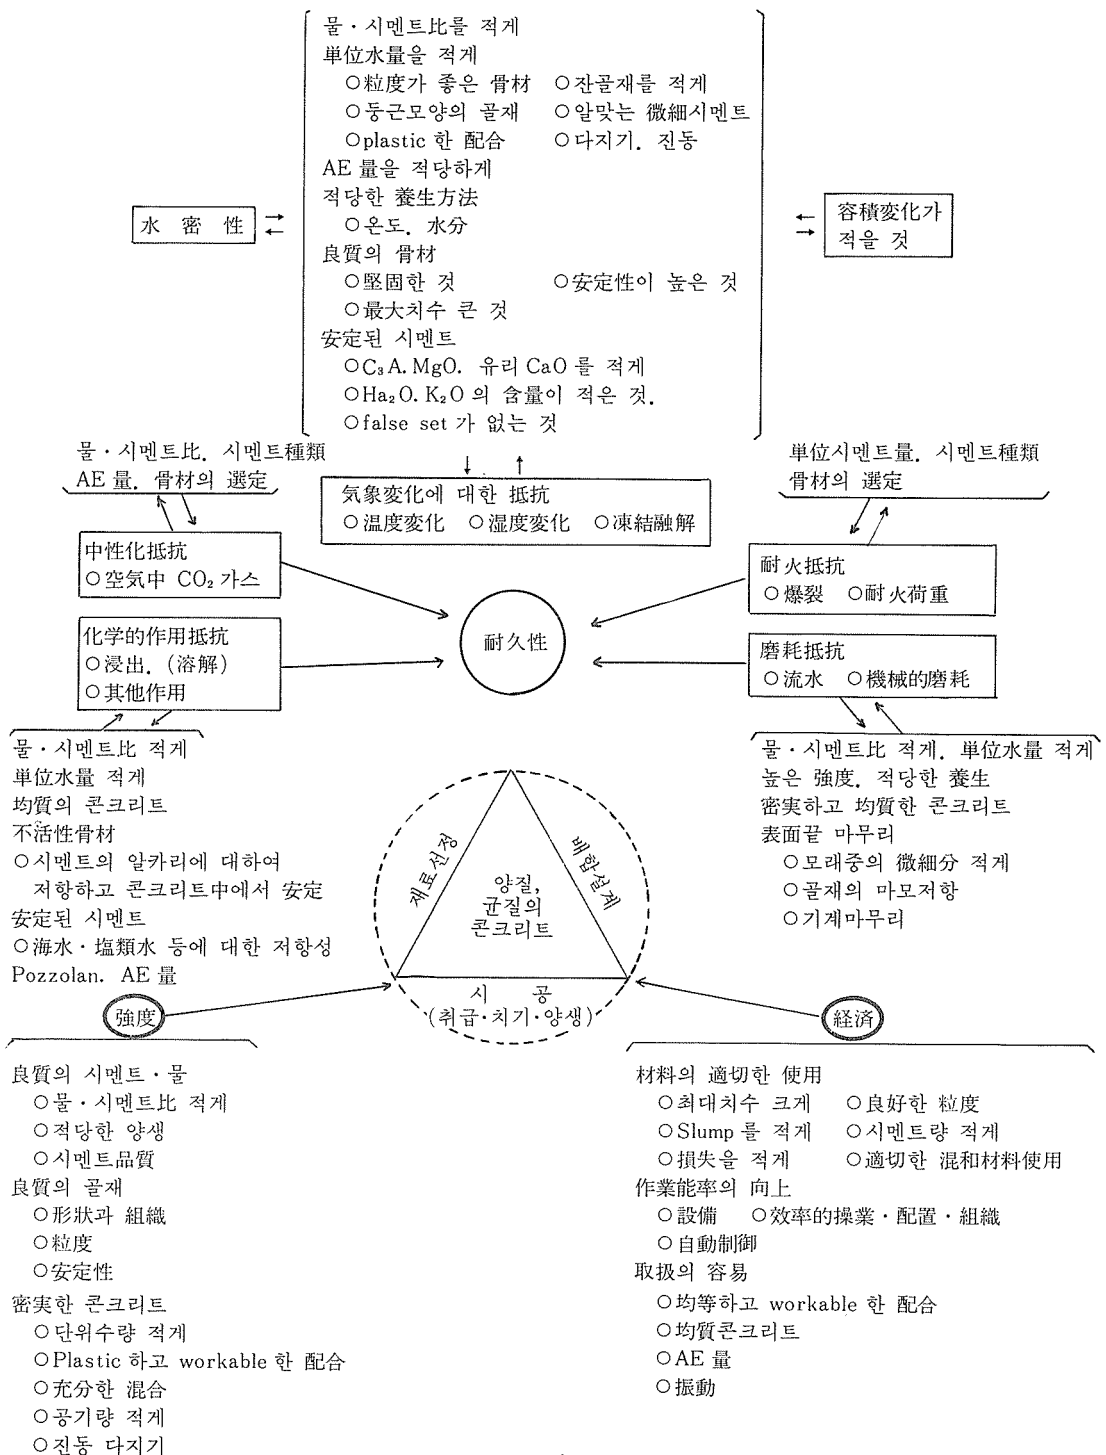 물·시멘트比를 적게
単位水量을 적게
○粒度가 좋은 骨材 ○잔골재를 적게
○둥근모양의 골재 ○알맞는 微細시멘트
○plastic 한 配合 ○다지기. 진동
AE 量을 적당하게
적당한 養生方法
○온도. 水分
良質의 骨材
○堅固한 것 ○安定性이 높은 것
○最大치수 큰 것
安定된 시멘트
○C₃A. MgO. 유리 CaO 를 적게
○Ha₂O. K₂O 의 含量이 적은 것.
○false set 가 없는 것
水密性
容積変化가
적을 것
물·시멘트比. 시멘트種類
AE 量. 骨材의 選定
単位시멘트量. 시멘트種類
骨材의 選定
気象変化에 대한 抵抗
○温度変化 ○湿度変化 ○凍結融解
中性化抵抗
○空気中 CO₂ 가스
耐火抵抗
○爆裂 ○耐火荷重
耐久性
化学的作用抵抗
○浸出. (溶解)
○其他作用
磨耗抵抗
○流水 ○機械的磨耗
물·시멘트比 적게
単位水量 적게
均質의 콘크리트
不活性骨材
○시멘트의 알카리에 대하여
저항하고 콘크리트中에서 安定
安定된 시멘트
○海水·塩類水 등에 대한 저항성
Pozzolan. AE 量
물·시멘트比 적게. 単位水量 적게
높은 強度. 적당한 養生
密実하고 均質한 콘크리트
表面끝 마무리
○모래중의 微細分 적게
○골재의 마모저항
○기계마무리
재료선정
배합설계
양질,
균질의
콘크리트
시 공
(취급·치기·양생)
強度
経済
良質의 시멘트·물
○물·시멘트比 적게
○적당한 양생
○시멘트品質
良質의 골재
○形狀과 組織
○粒度
○安定性
密実한 콘크리트
○단위수량 적게
○Plastic 하고 workable 한 配合
○充分한 混合
○공기량 적게
○진동 다지기
材料의 適切한 使用
○최대치수 크게 ○良好한 粒度
○Slump 를 적게 ○시멘트량 적게
○損失을 적게 ○適切한 混和材料使用
作業能率의 向上
○設備 ○效率的操業·配置·組織
○自動制御
取扱의 容易
○均等하고 workable 한 配合
○均質콘크리트
○AE 量
○振動